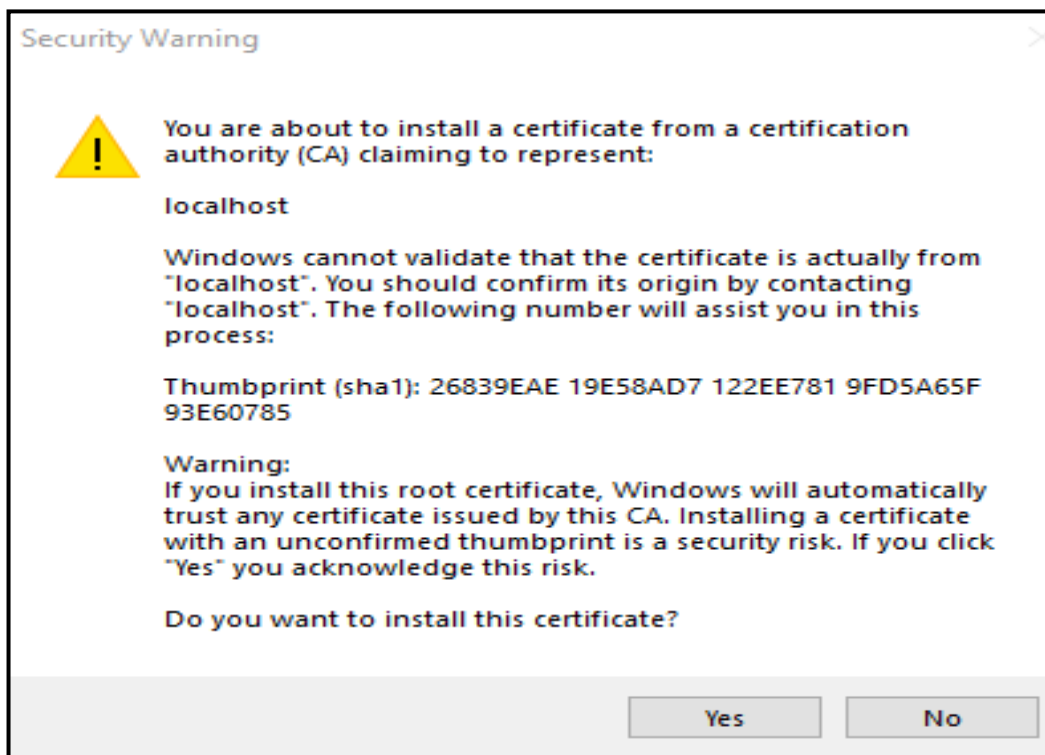 Security Warning
You are about to install a certificate from a certification
authority (CA) claiming to represent:
localhost
Windows cannot validate that the certificate is actually from
"localhost". You should confirm its origin by contacting
"localhost". The following number will assist you in this
process:
Thumbprint (sha1): 26839EAE 19E58AD7 122EE781 9FD5A65F
93E60785
Warning:
If you install this root certificate, Windows will automatically
trust any certificate issued by this CA. Installing a certificate
with an unconfirmed thumbprint is a security risk. If you click
"Yes" you acknowledge this risk.
Do you want to install this certificate?
Yes No